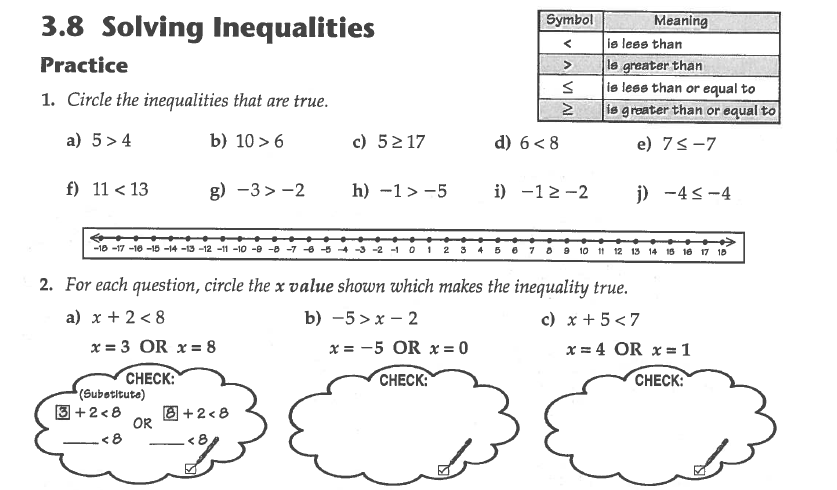 3.8 Solving Inequalities
Symbol Meaning
< is less than
> is greater than
≤ is less than or equal to
≥ is greater than or equal to
Practice
1. Circle the inequalities that are true.
a) 5 > 4 b) 10 > 6 c) 5 ≥ 17 d) 6 < 8 e) 7 ≤ −7
f) 11 < 13 g) −3 > −2 h) −1 > −5 i) −1 ≥ −2 j) −4 ≤ −4
−18 −17 −16 −15 −14 −13 −12 −11 −10 −9 −8 −7 −6 −5 −4 −3 −2 −1 0 1 2 3 4 5 6 7 8 9 10 11 12 13 14 15 16 17 18
2. For each question, circle the x value shown which makes the inequality true.
a) x + 2 < 8 b) −5 > x − 2 c) x + 5 < 7
x = 3 OR x = 8 x = −5 OR x = 0 x = 4 OR x = 1
CHECK: CHECK: CHECK:
(Substitute)
3 + 2 < 8 OR 8 + 2 < 8
____ < 8 ____ < 8